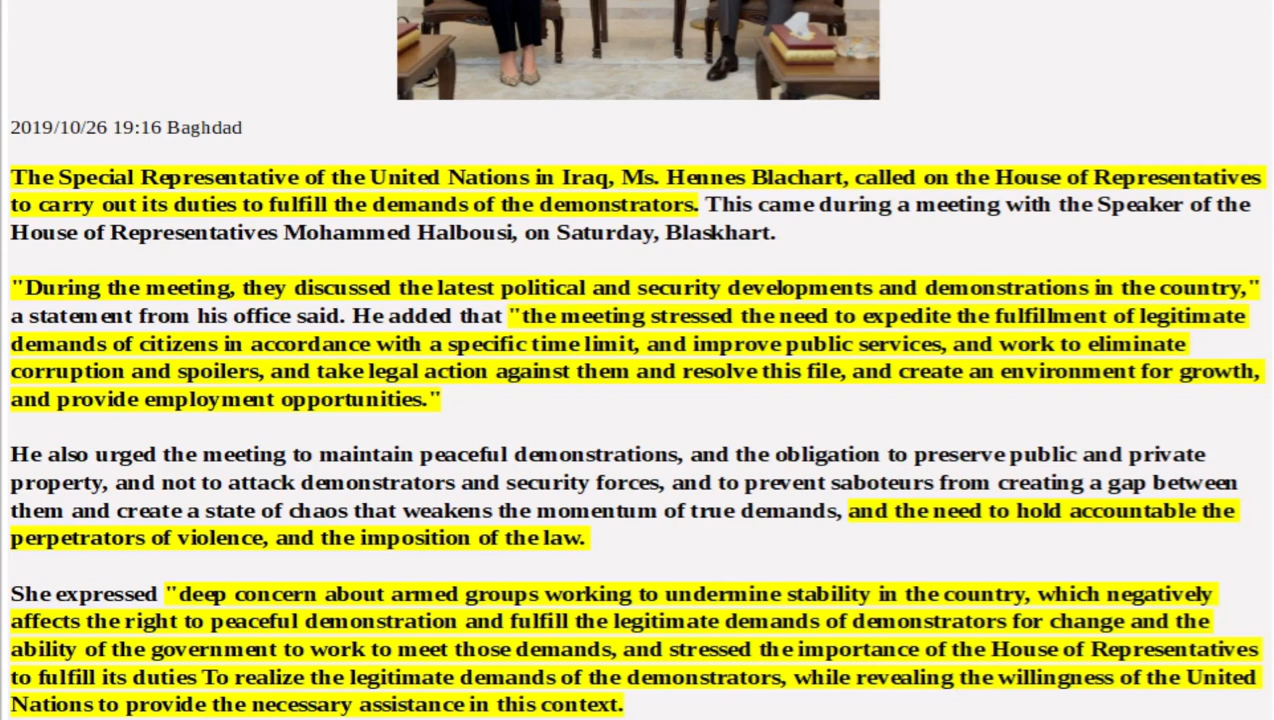 2019/10/26 19:16 Baghdad
The Special Representative of the United Nations in Iraq, Ms. Hennes Blachart, called on the House of Representatives
to carry out its duties to fulfill the demands of the demonstrators. This came during a meeting with the Speaker of the
House of Representatives Mohammed Halbousi, on Saturday, Blaskhart.
"During the meeting, they discussed the latest political and security developments and demonstrations in the country,"
a statement from his office said. He added that "the meeting stressed the need to expedite the fulfillment of legitimate
demands of citizens in accordance with a specific time limit, and improve public services, and work to eliminate
corruption and spoilers, and take legal action against them and resolve this file, and create an environment for growth,
and provide employment opportunities."
He also urged the meeting to maintain peaceful demonstrations, and the obligation to preserve public and private
property, and not to attack demonstrators and security forces, and to prevent saboteurs from creating a gap between
them and create a state of chaos that weakens the momentum of true demands, and the need to hold accountable the
perpetrators of violence, and the imposition of the law.
She expressed "deep concern about armed groups working to undermine stability in the country, which negatively
affects the right to peaceful demonstration and fulfill the legitimate demands of demonstrators for change and the
ability of the government to work to meet those demands, and stressed the importance of the House of Representatives
to fulfill its duties To realize the legitimate demands of the demonstrators, while revealing the willingness of the United
Nations to provide the necessary assistance in this context.